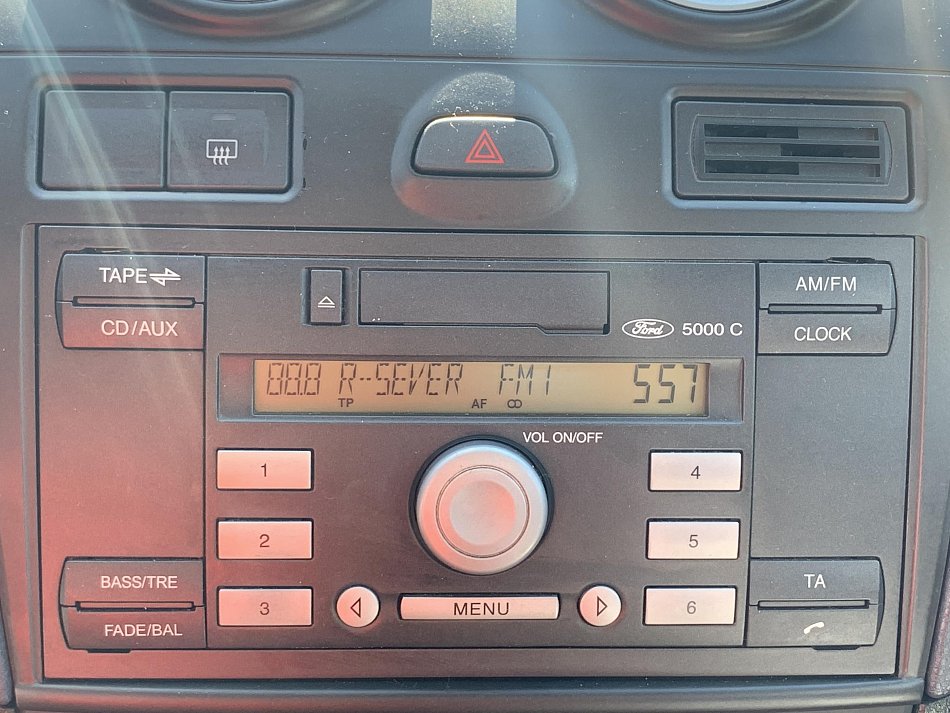 TAPE
CD/AUX
Ford 5000 C
AM/FM
CLOCK
88.8 R-SEVER FM1 557
TP AF
VOL ON/OFF
1
4
2
5
3
MENU
6
BASS/TRE
FADE/BAL
TA